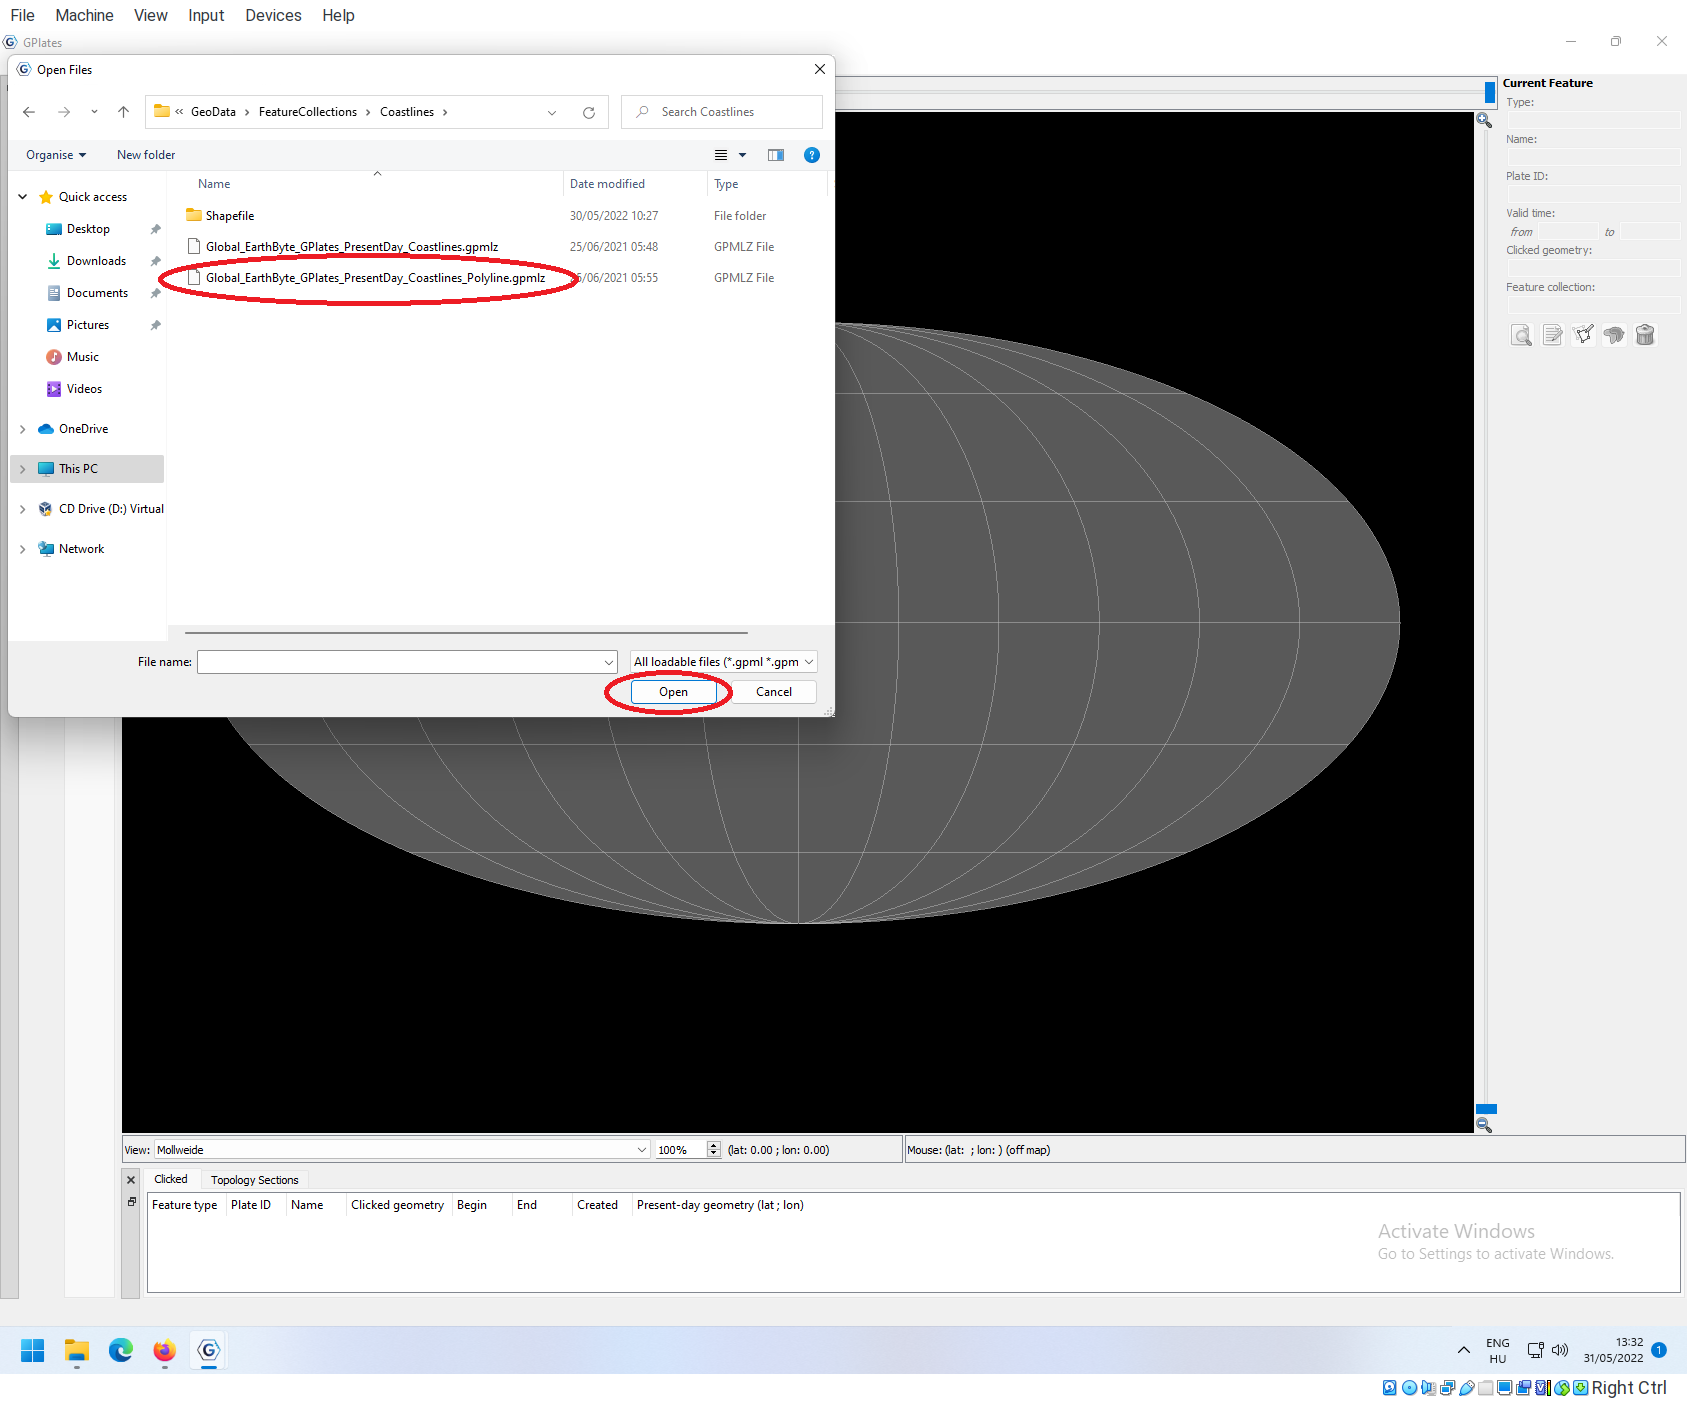 File Machine View Input Devices Help
GPlates
Open Files
« GeoData > FeatureCollections > Coastlines >
Search Coastlines
Organise New folder
Name Date modified Type
Quick access
Desktop
Downloads
Documents
Pictures
Music
Videos
OneDrive
This PC
CD Drive (D:) Virtual
Network
Shapefile 30/05/2022 10:27 File folder
Global_EarthByte_GPlates_PresentDay_Coastlines.gpmlz 25/06/2021 05:48 GPMLZ File
Global_EarthByte_GPlates_PresentDay_Coastlines_Polyline.gpmlz 5/06/2021 05:55 GPMLZ File
File name: All loadable files (*.gpml *.gpm
Open Cancel
Current Feature
Type:
Name:
Plate ID:
Valid time:
from to
Clicked geometry:
Feature collection:
View: Mollweide 100% (lat: 0.00 ; lon: 0.00) Mouse: (lat: ; lon: ) (off map)
Clicked Topology Sections
Feature type Plate ID Name Clicked geometry Begin End Created Present-day geometry (lat ; lon)
Activate Windows
Go to Settings to activate Windows.
ENG
HU
13:32
31/05/2022
1
Right Ctrl